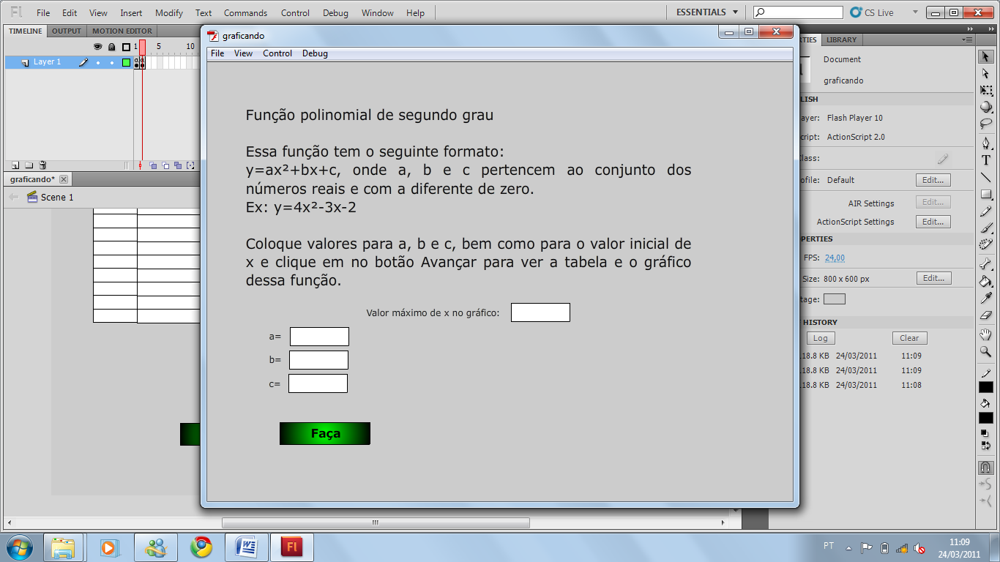 Fl File Edit View Insert Modify Text Commands Control Debug Window Help ESSENTIALS CS Live
TIMELINE OUTPUT MOTION EDITOR
1 5 10
Layer 1
graficando*
Scene 1
graficando
File View Control Debug
Função polinomial de segundo grau
Essa função tem o seguinte formato:
y=ax²+bx+c, onde a, b e c pertencem ao conjunto dos
números reais e com a diferente de zero.
Ex: y=4x²-3x-2
Coloque valores para a, b e c, bem como para o valor inicial de
x e clique em no botão Avançar para ver a tabela e o gráfico
dessa função.
Valor máximo de x no gráfico:
a=
b=
c=
Faça
RTIES LIBRARY
Document
graficando
LISH
ayer: Flash Player 10
cript: ActionScript 2.0
Class:
ofile: Default Edit...
AIR Settings Edit...
ActionScript Settings Edit...
OPERTIES
FPS: 24,00
Size: 800 x 600 px Edit...
tage:
HISTORY
Log Clear
18.8 KB 24/03/2011 11:09
18.8 KB 24/03/2011 11:09
18.8 KB 24/03/2011 11:08
Fl
PT
11:09
24/03/2011